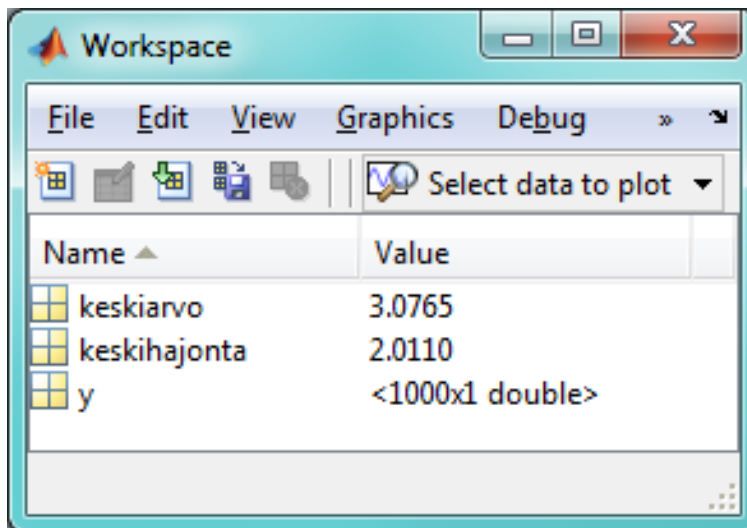 Workspace
File Edit View Graphics Debug »
Select data to plot
Name Value
keskiarvo 3.0765
keskihajonta 2.0110
y <1000x1 double>